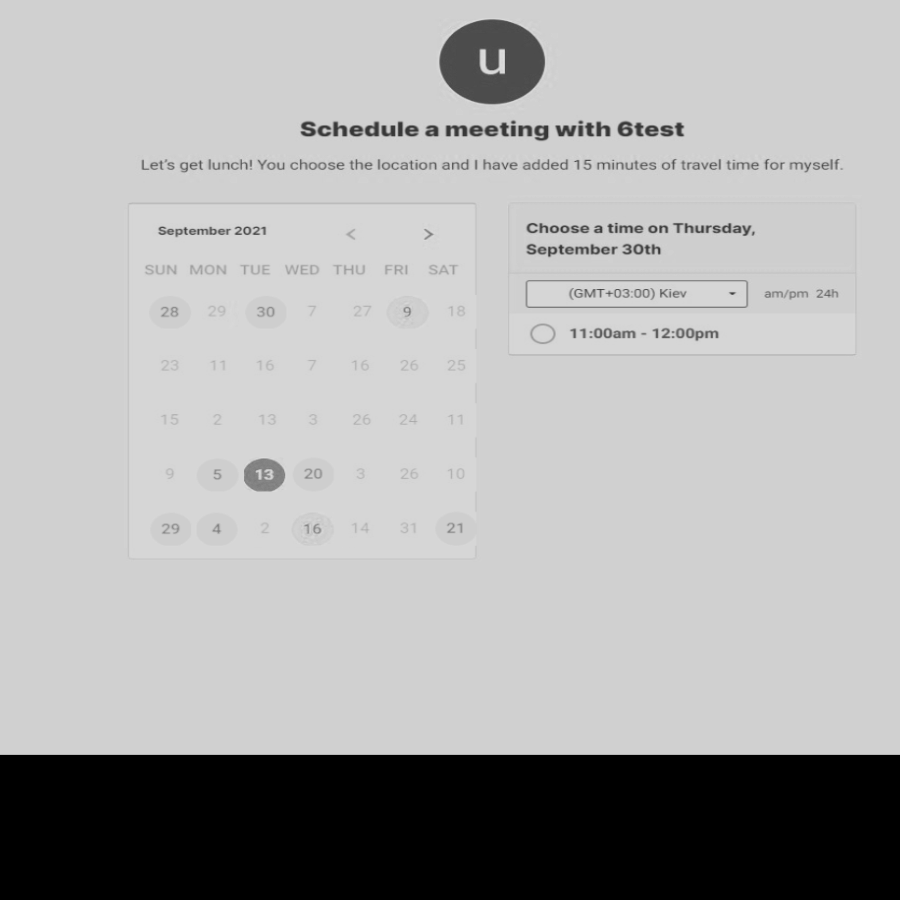 u
Schedule a meeting with 6test
Let's get lunch! You choose the location and I have added 15 minutes of travel time for myself.
September 2021 < >
SUN MON TUE WED THU FRI SAT
28 29 30 7 27 9 18
23 11 16 7 16 26 25
15 2 13 3 26 24 11
9 5 13 20 3 26 10
29 4 2 16 14 31 21
Choose a time on Thursday,
September 30th
(GMT+03:00) Kiev am/pm 24h
11:00am - 12:00pm